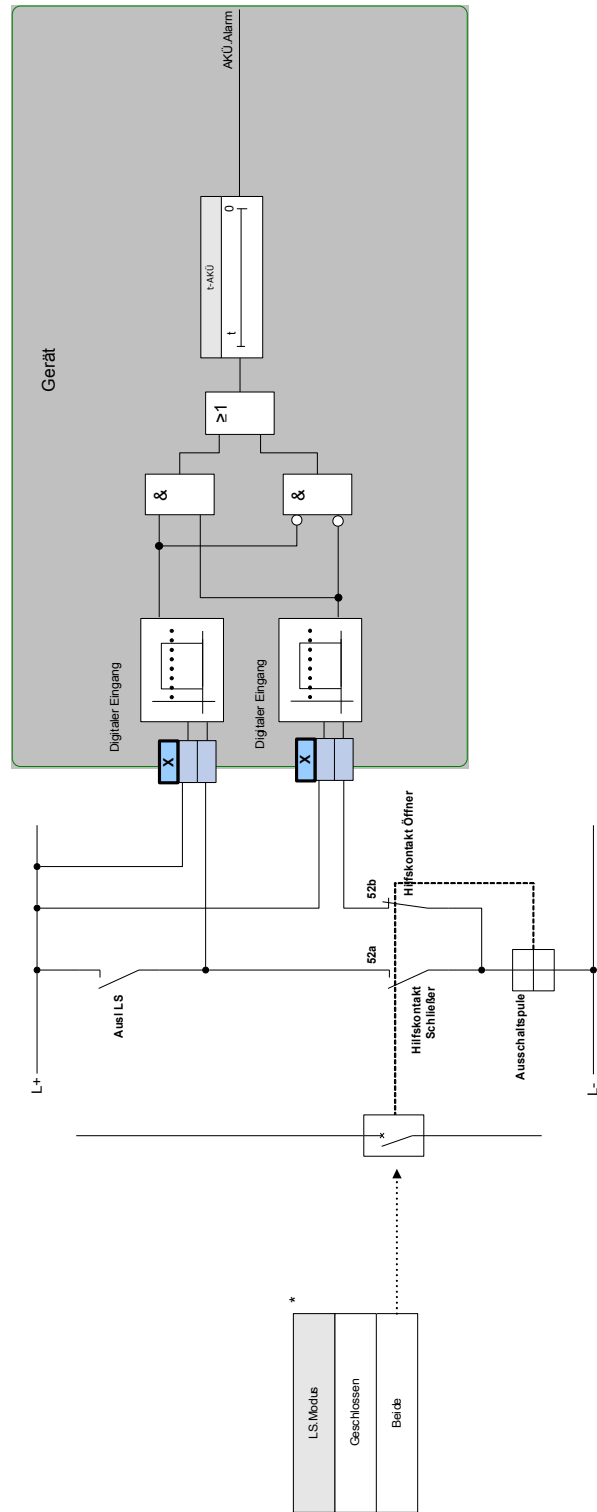 AKÜ.Alarm
Gerät
t-AKÜ
t
0
≥1
&
&
Digitaler Eingang
Digitaler Eingang
X
X
52b
Hilfskontakt Öffner
52a
Hilfskontakt
Schließer
Ausl LS
Ausschaltspule
L+
L-
*
LS.Modus
Geschlossen
Beide